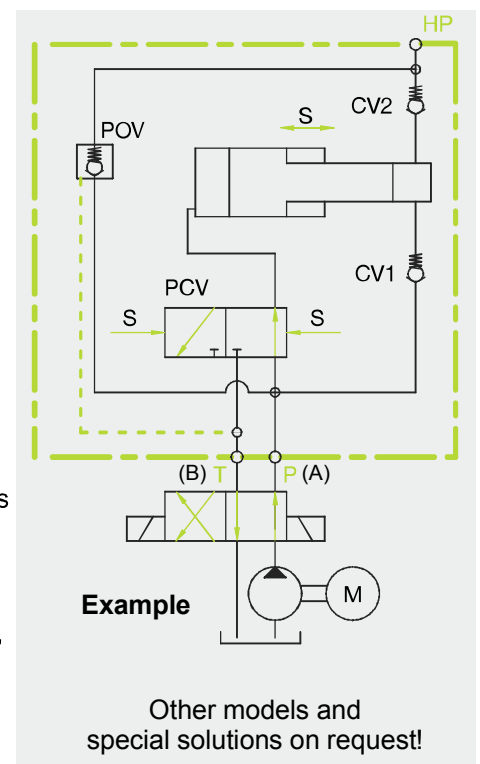 HP
POV
CV2
S
PCV
CV1
S
S
(B) T P (A)
s
Example
M
,
Other models and
special solutions on request!